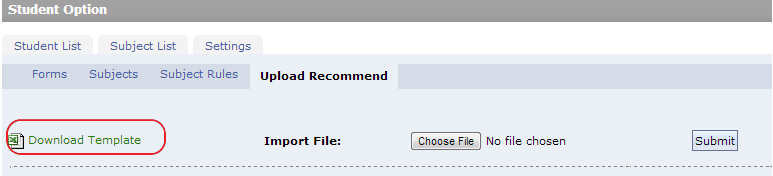 Student Option
Student List Subject List Settings
Forms Subjects Subject Rules Upload Recommend
Download Template Import File: Choose File No file chosen Submit